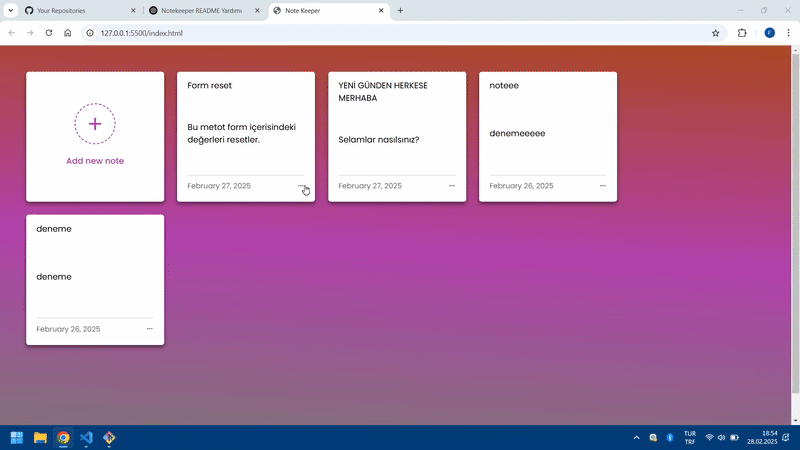 Your Repositories
Notekeeper README Yardımı
Note Keeper
127.0.0.1:5500/index.html
F
Add new note
Form reset
Bu metot form içerisindeki
değerleri resetler.
February 27, 2025
YENİ GÜNDEN HERKESE
MERHABA
Selamlar nasılsınız?
February 27, 2025
noteee
denemeeeee
February 26, 2025
deneme
deneme
February 26, 2025
TUR
TRF
18:54
28.02.2025